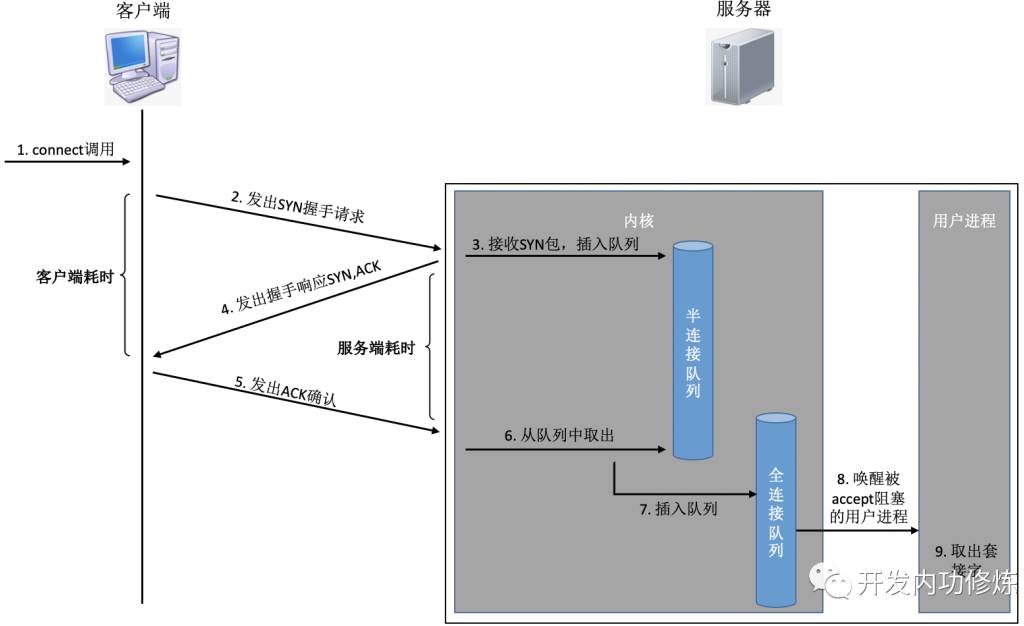 客户端
服务器
1. connect调用
2. 发出SYN握手请求
内核
用户进程
3. 接收SYN包，插入队列
客户端耗时
4. 发出握手响应SYN,ACK
半连接队列
服务端耗时
5. 发出ACK确认
6. 从队列中取出
全连接队列
7. 插入队列
8. 唤醒被
accept阻塞
的用户进程
9. 取出套
接字
开发内功修炼